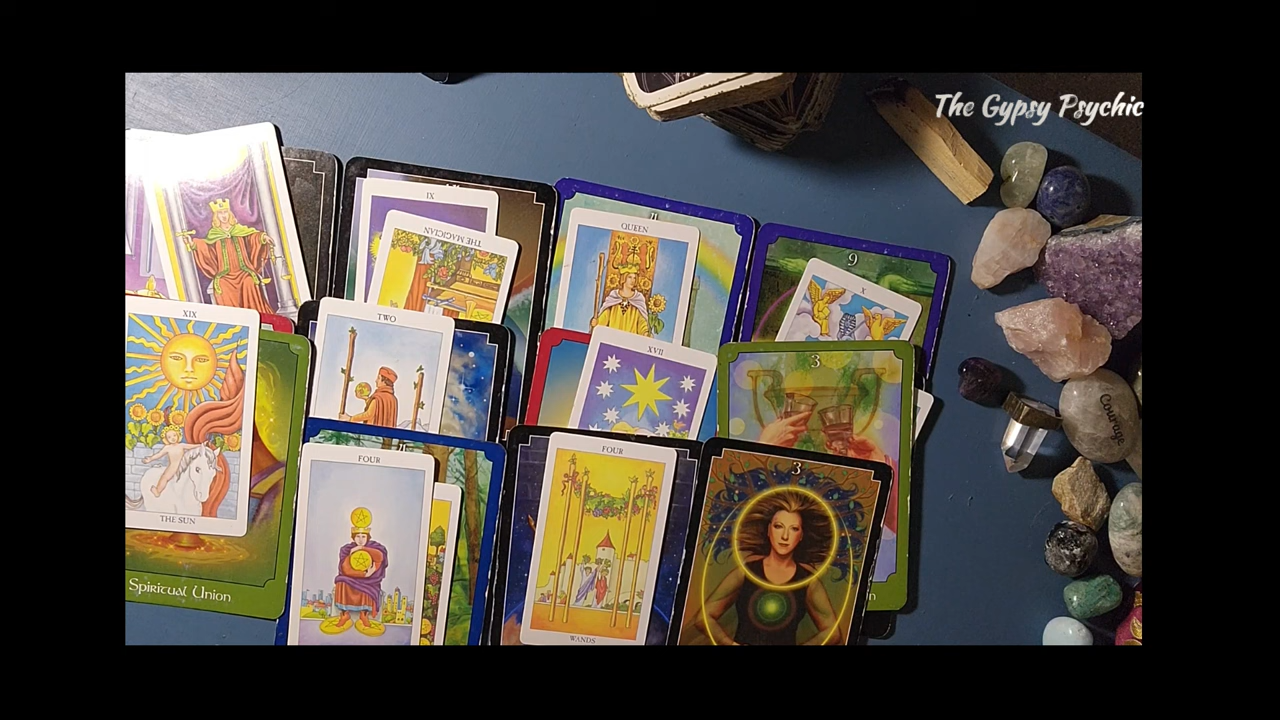 The Gypsy Psychic
IX
THE MAGICIAN
11
QUEEN
9
X
XIX
TWO
XVII
3
Courage
FOUR
FOUR
3
THE SUN
Spiritual Union
WANDS